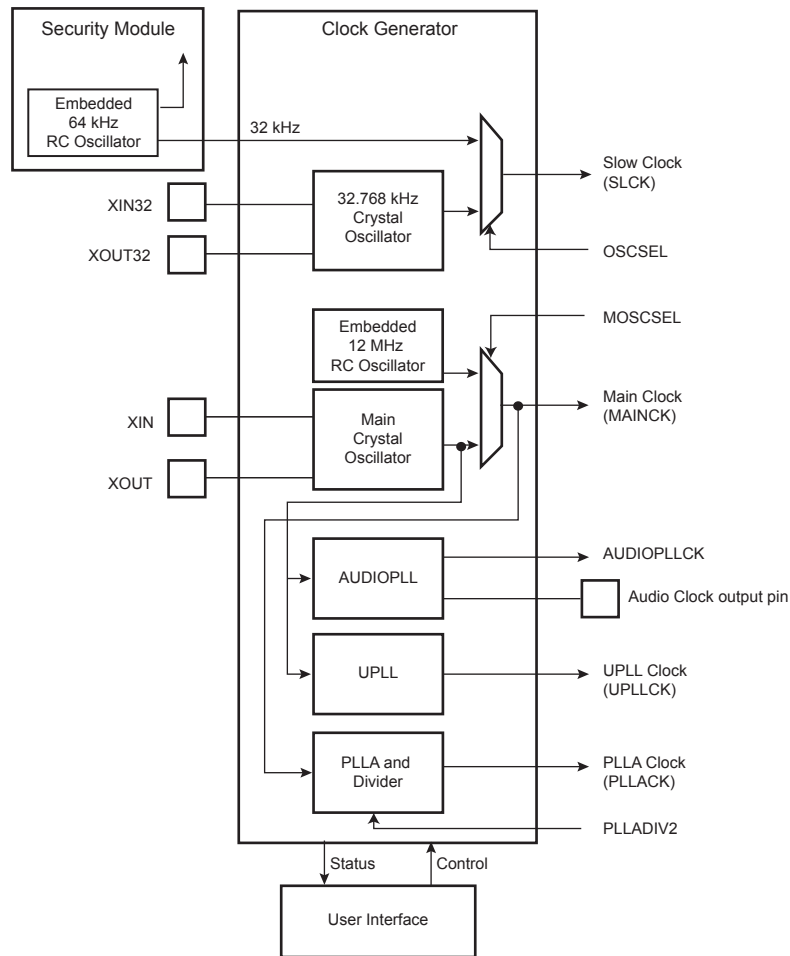 Security Module
Clock Generator
Embedded
64 kHz
RC Oscillator
32 kHz
Slow Clock
(SLCK)
XIN32
32.768 kHz
Crystal
Oscillator
XOUT32
OSCSEL
MOSCSEL
Embedded
12 MHz
RC Oscillator
Main Clock
(MAINCK)
XIN
Main
Crystal
Oscillator
XOUT
AUDIOPLLCK
AUDIOPLL
Audio Clock output pin
UPLL
UPLL Clock
(UPLLCK)
PLLA and
Divider
PLLA Clock
(PLLACK)
PLLADIV2
Status
Control
User Interface